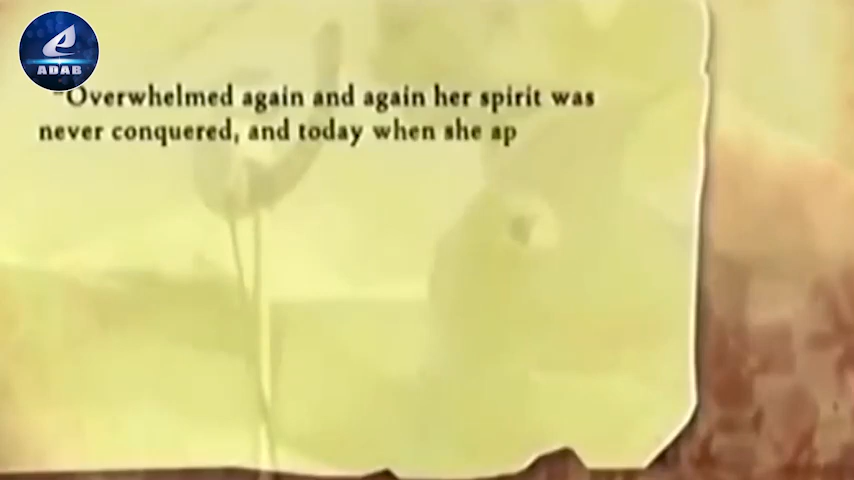 ADAB
"Overwhelmed again and again her spirit was
never conquered, and today when she ap